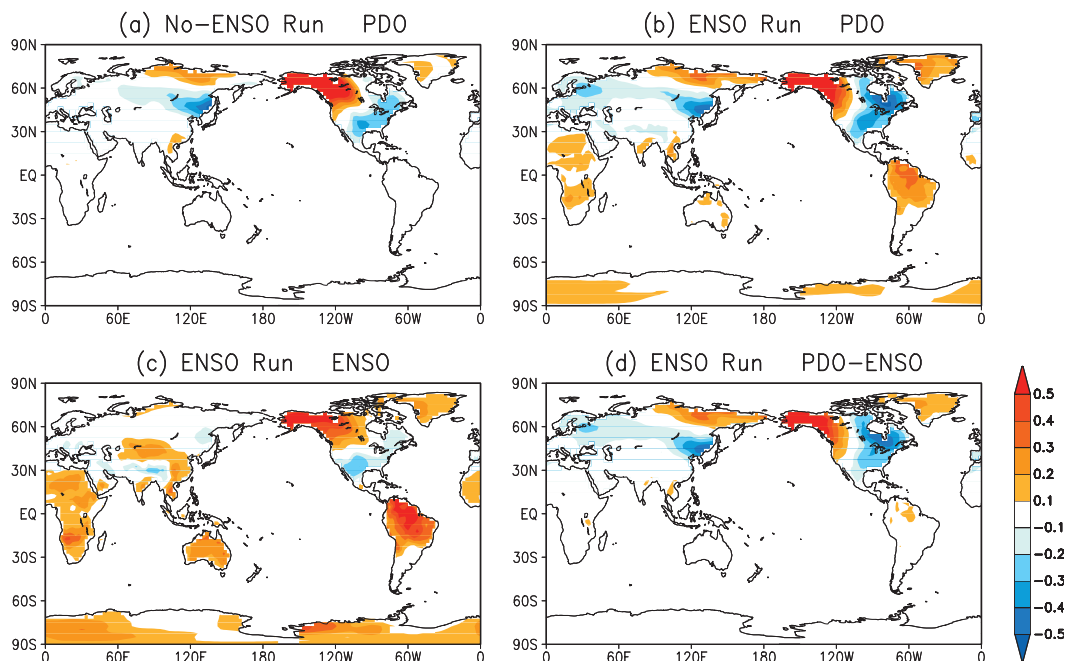 (a) No-ENSO Run PDO
(b) ENSO Run PDO
90N
60N
30N
EQ
30S
60S
90S
0 60E 120E 180 120W 60W 0
90N
60N
30N
EQ
30S
60S
90S
0 60E 120E 180 120W 60W 0
(c) ENSO Run ENSO
(d) ENSO Run PDO-ENSO
90N
60N
30N
EQ
30S
60S
90S
0 60E 120E 180 120W 60W 0
90N
60N
30N
EQ
30S
60S
90S
0 60E 120E 180 120W 60W 0
0.5
0.4
0.3
0.2
0.1
-0.1
-0.2
-0.3
-0.4
-0.5